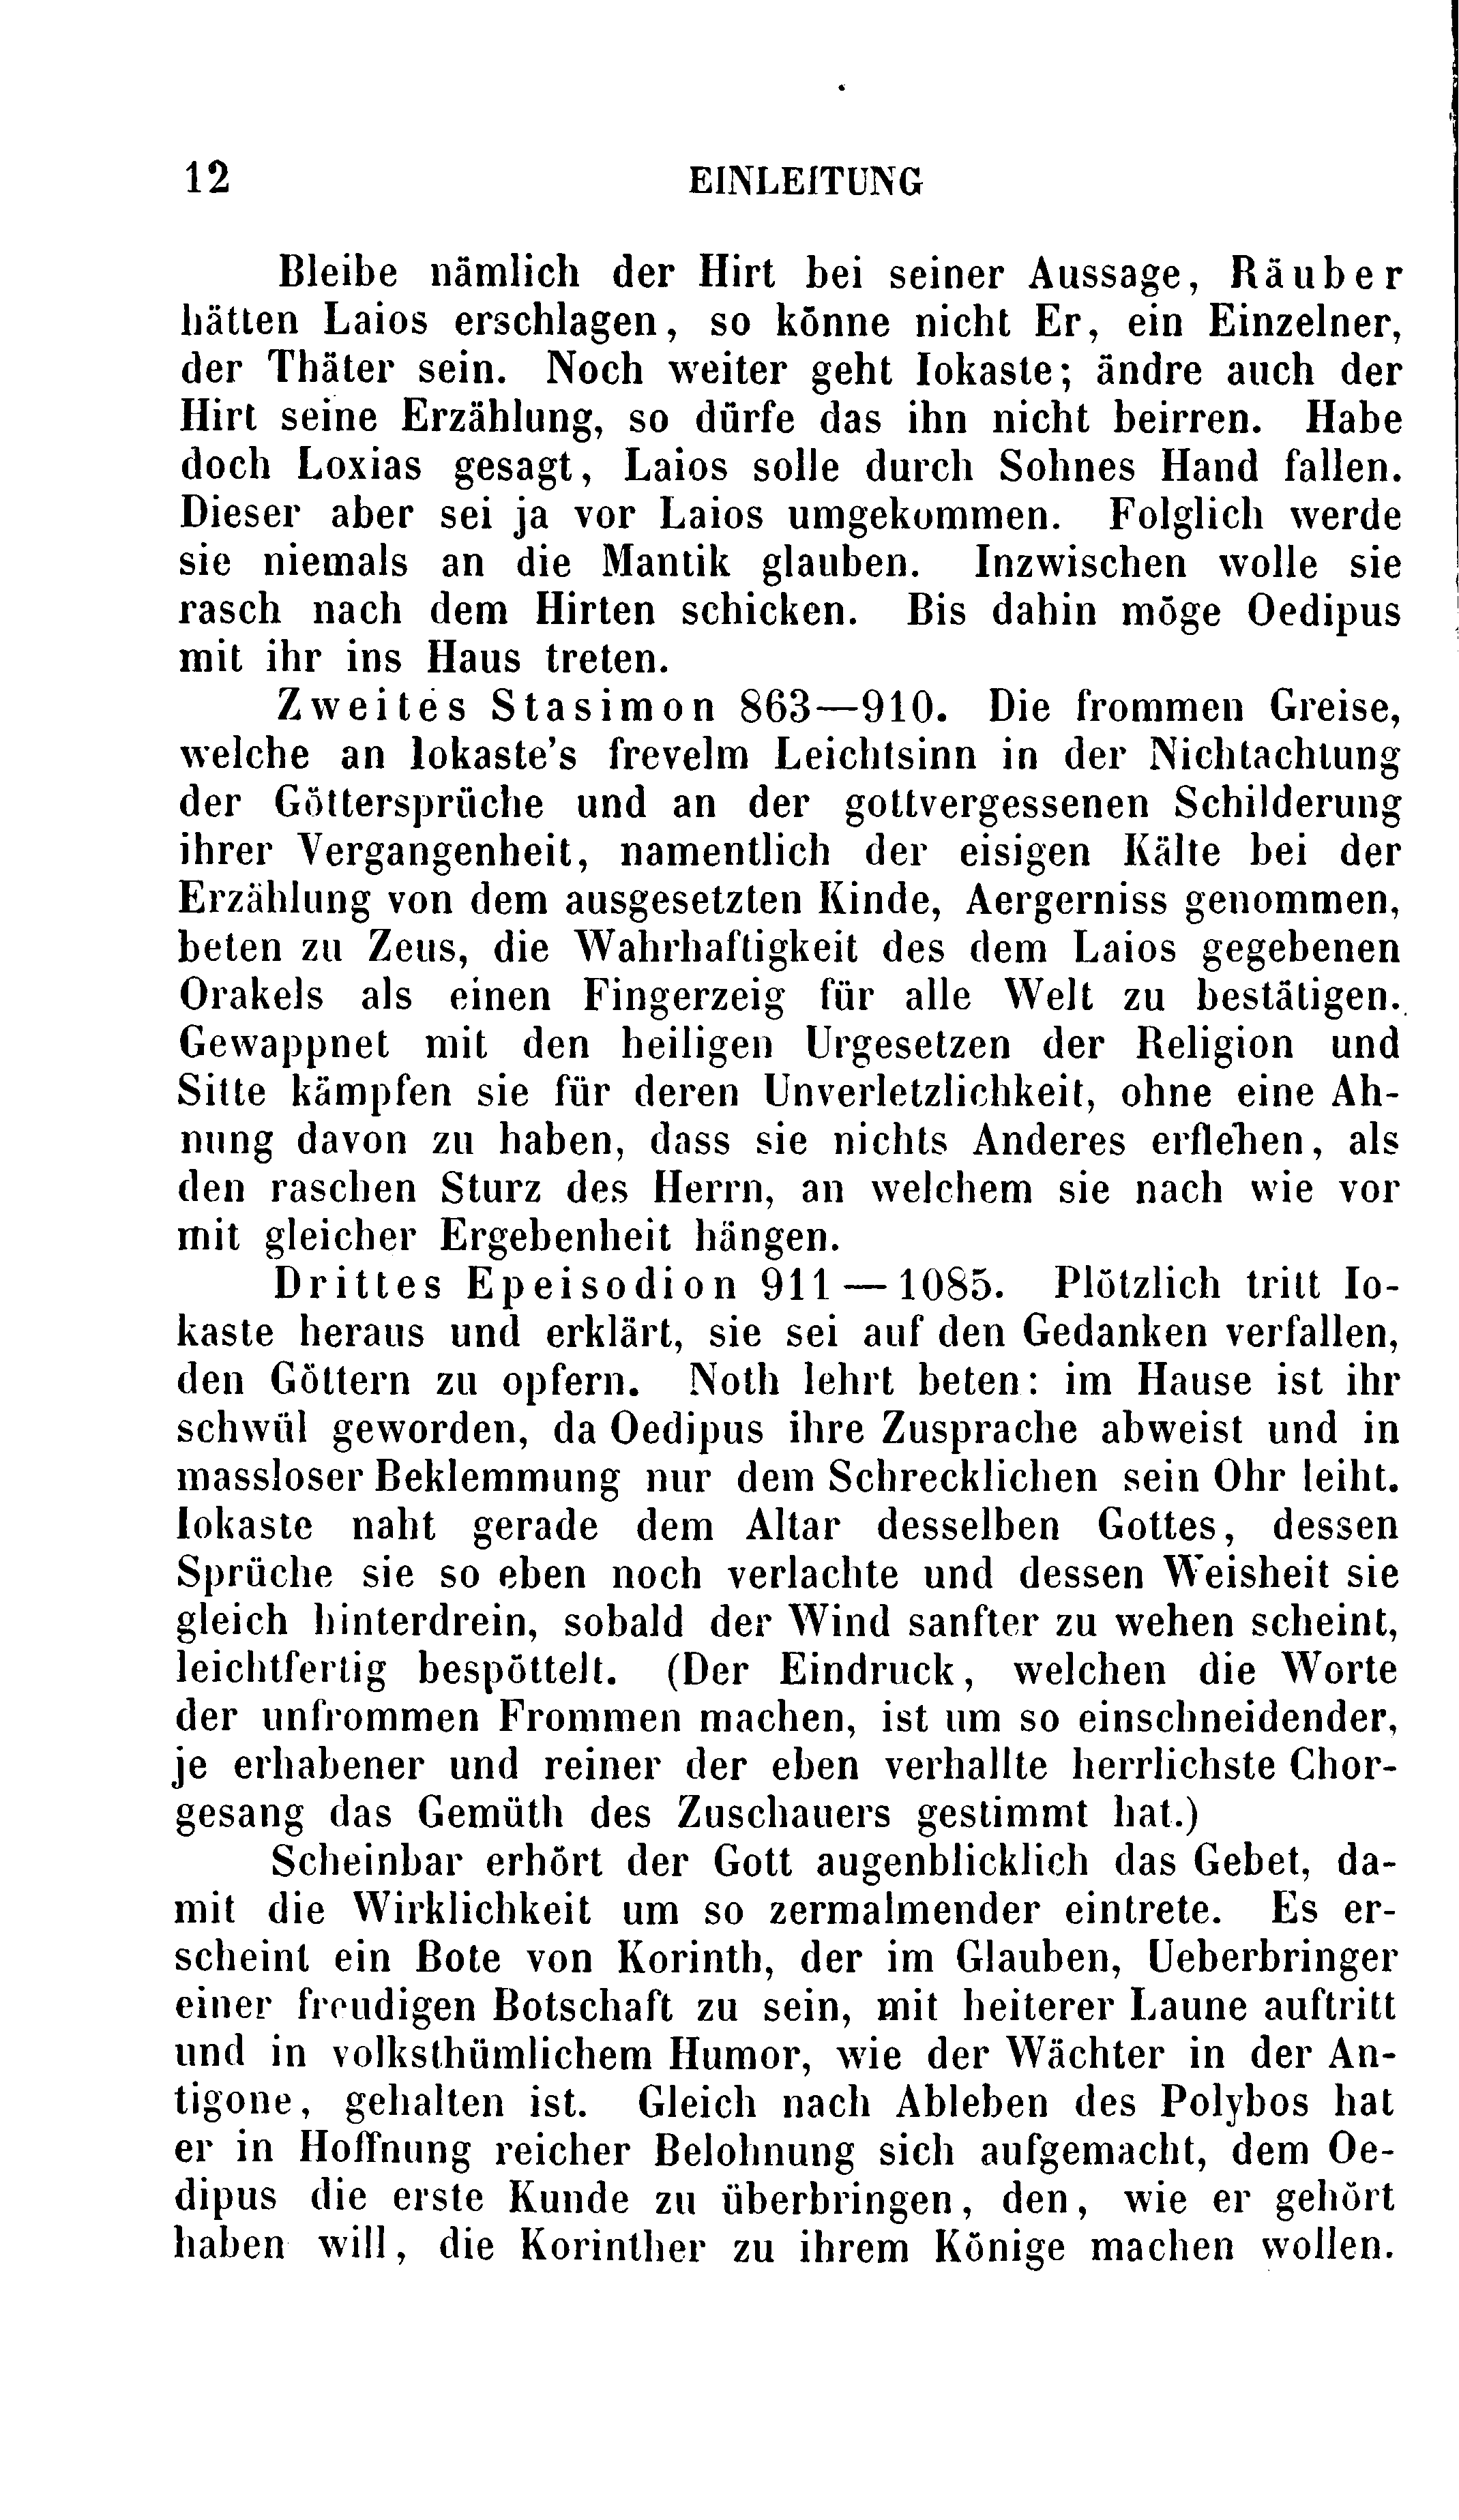 12 EINLEITUNG
Bleibe nämlich der Hirt bei seiner Aussage, Räuber
hätten Laios erschlagen, so könne nicht Er, ein Einzelner,
der Thäter sein. Noch weiter geht Iokaste; ändre auch der
Hirt seine Erzählung, so dürfe das ihn nicht beirren. Habe
doch Loxias gesagt, Laios solle durch Sohnes Hand fallen.
Dieser aber sei ja vor Laios umgekommen. Folglich werde
sie niemals an die Mantik glauben. Inzwischen wolle sie
rasch nach dem Hirten schicken. Bis dahin möge Oedipus
mit ihr ins Haus treten.
Zweites Stasimon 863—910. Die frommen Greise,
welche an Iokaste's frevelm Leichtsinn in der Nichtachtung
der Göttersprüche und an der gottvergessenen Schilderung
ihrer Vergangenheit, namentlich der eisigen Kälte bei der
Erzählung von dem ausgesetzten Kinde, Aergerniss genommen,
beten zu Zeus, die Wahrhaftigkeit des dem Laios gegebenen
Orakels als einen Fingerzeig für alle Welt zu bestätigen.
Gewappnet mit den heiligen Urgesetzen der Religion und
Sitte kämpfen sie für deren Unverletzlichkeit, ohne eine Ah-
nung davon zu haben, dass sie nichts Anderes erflehen, als
den raschen Sturz des Herrn, an welchem sie nach wie vor
mit gleicher Ergebenheit hängen.
Drittes Epeisodion 911—1085. Plötzlich tritt Io-
kaste heraus und erklärt, sie sei auf den Gedanken verfallen,
den Göttern zu opfern. Noth lehrt beten: im Hause ist ihr
schwül geworden, da Oedipus ihre Zusprache abweist und in
massloser Beklemmung nur dem Schrecklichen sein Ohr leiht.
Iokaste naht gerade dem Altar desselben Gottes, dessen
Sprüche sie so eben noch verlachte und dessen Weisheit sie
gleich hinterdrein, sobald der Wind sanfter zu wehen scheint,
leichtfertig bespöttelt. (Der Eindruck, welchen die Worte
der unfrommen Frommen machen, ist um so einschneidender,
je erhabener und reiner der eben verhallte herrlichste Chor-
gesang das Gemüth des Zuschauers gestimmt hat.)
Scheinbar erhört der Gott augenblicklich das Gebet, da-
mit die Wirklichkeit um so zermalmender eintrete. Es er-
scheint ein Bote von Korinth, der im Glauben, Ueberbringer
einer freudigen Botschaft zu sein, mit heiterer Laune auftritt
und in volksthümlichem Humor, wie der Wächter in der An-
tigone, gehalten ist. Gleich nach Ableben des Polybos hat
er in Hoffnung reicher Belohnung sich aufgemacht, dem Oe-
dipus die erste Kunde zu überbringen, den, wie er gehört
haben will, die Korinther zu ihrem Könige machen wollen.